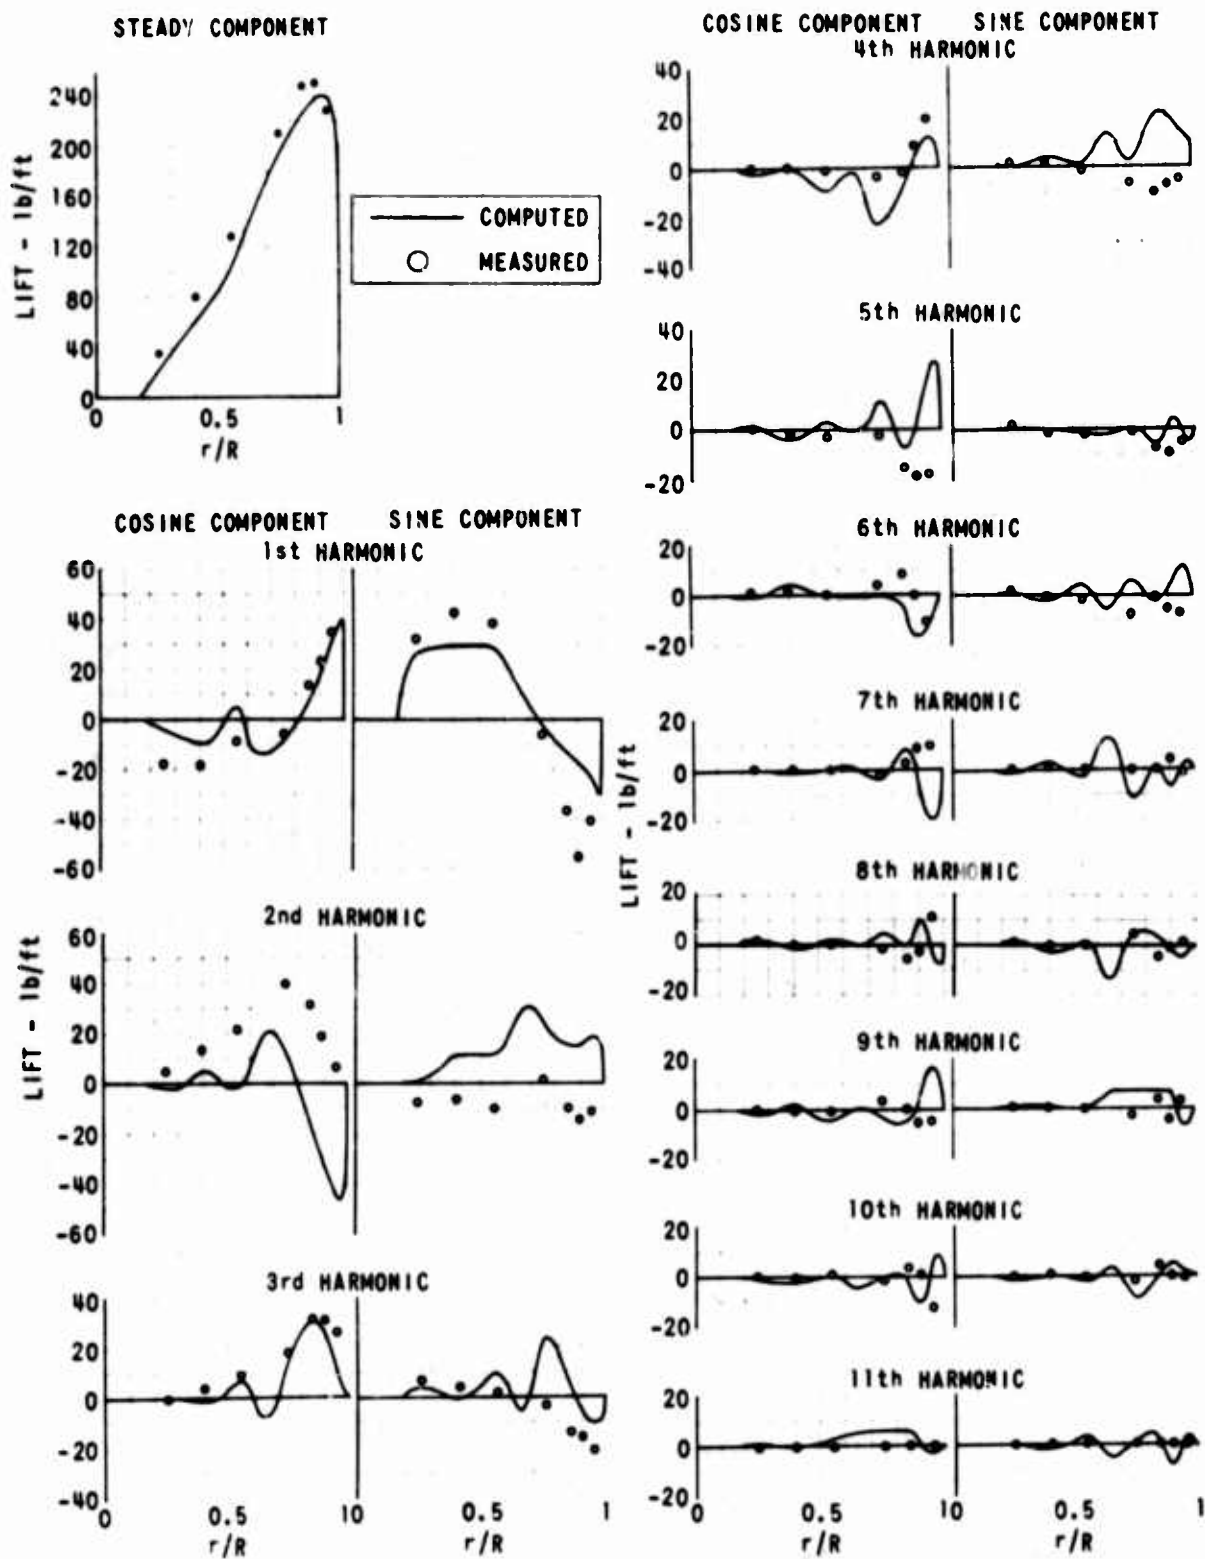 STEADY COMPONENT
LIFT - lb/ft
240
200
160
120
80
40
0
0
0.5
1
r/R
COMPUTED
MEASURED
COSINE COMPONENT
SINE COMPONENT
1st HARMONIC
60
40
20
0
-20
-40
-60
2nd HARMONIC
LIFT - lb/ft
60
40
20
0
-20
-40
-60
3rd HARMONIC
40
20
0
-20
-40
0
0.5
10
0.5
1
r/R
r/R
COSINE COMPONENT
SINE COMPONENT
4th HARMONIC
40
20
0
-20
-40
5th HARMONIC
40
20
0
-20
6th HARMONIC
20
0
-20
7th HARMONIC
20
0
-20
LIFT - lb/ft
8th HARMONIC
20
0
-20
9th HARMONIC
20
0
-20
10th HARMONIC
20
0
-20
11th HARMONIC
20
0
-20
0
0.5
10
0.5
1
r/R
r/R